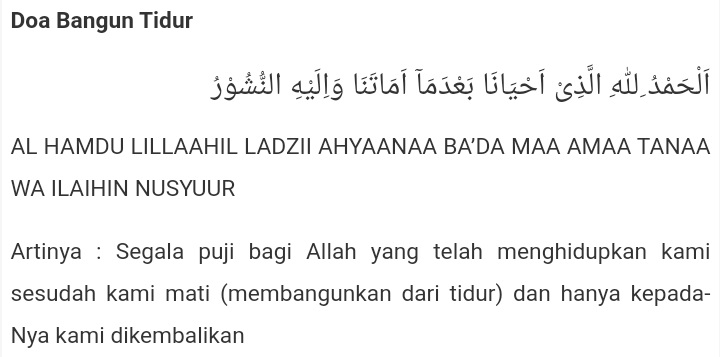 Doa Bangun Tidur
اَلْحَمْدُ ِللهِ الَّذِىْ اَحْيَانَا بَعْدَمَآ اَمَاتَنَا وَاِلَيْهِ النُّشُوْرُ
AL HAMDU LILLAAHIL LADZII AHYAANAA BA’DA MAA AMAA TANAA
WA ILAIHIN NUSYUUR
Artinya : Segala puji bagi Allah yang telah menghidupkan kami
sesudah kami mati (membangunkan dari tidur) dan hanya kepada-
Nya kami dikembalikan